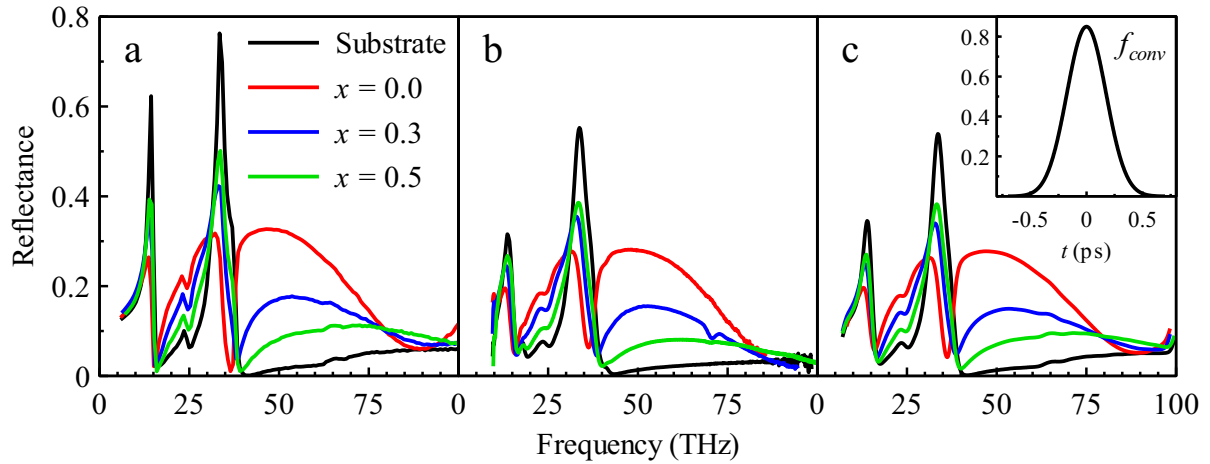 0.8
0.6
0.4
0.2
0
Reflectance
a
Substrate
x = 0.0
x = 0.3
x = 0.5
b
c
f_conv
0.8
0.6
0.4
0.2
-0.5 0 0.5
t (ps)
0 25 50 75 0 25 50 75 0 25 50 75 100
Frequency (THz)